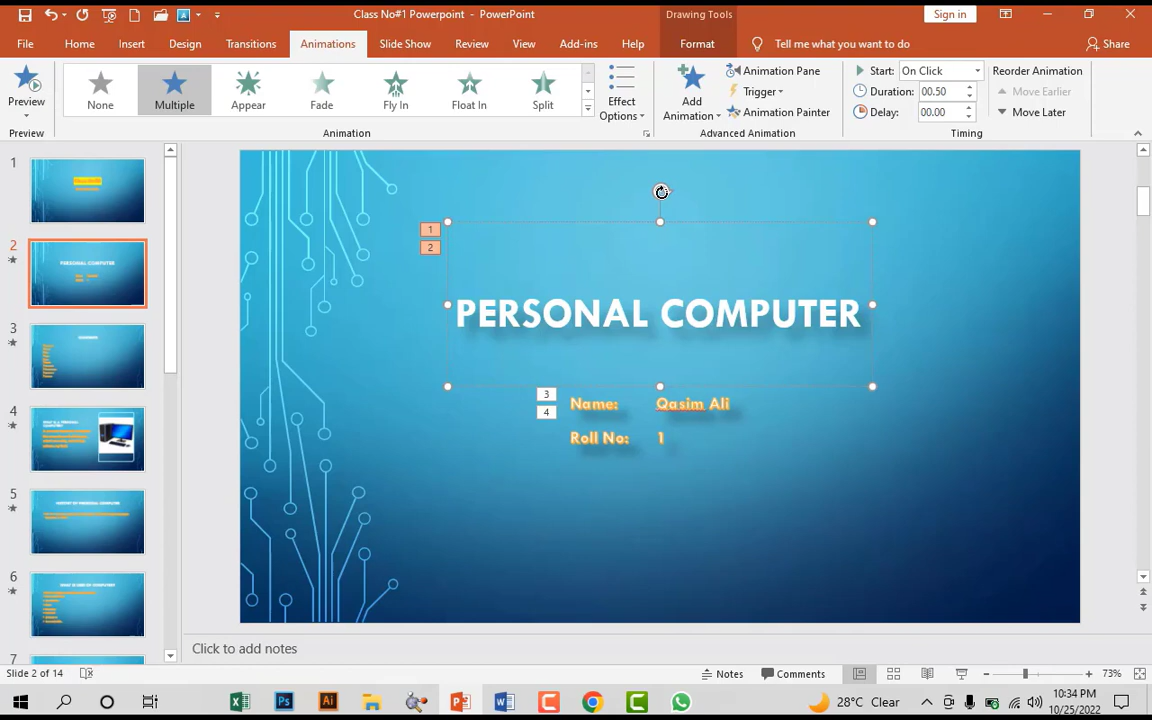 Class No#1 Powerpoint - PowerPoint
Drawing Tools
Sign in
File Home Insert Design Transitions Animations Slide Show Review View Add-ins Help Format Tell me what you want to do Share
Preview
None
Multiple
Appear
Fade
Fly In
Float In
Split
Effect Options
Add Animation
Animation Pane
Trigger
Animation Painter
Start: On Click
Duration: 00.50
Delay: 00.00
Reorder Animation
Move Earlier
Move Later
Preview
Animation
Advanced Animation
Timing
1
2
PERSONAL COMPUTER
3
4
5
6
7
1
2
PERSONAL COMPUTER
3
4
Name: Qasim Ali
Roll No: 1
Click to add notes
Slide 2 of 14
Notes
Comments
73%
28°C Clear
10:34 PM
10/25/2022